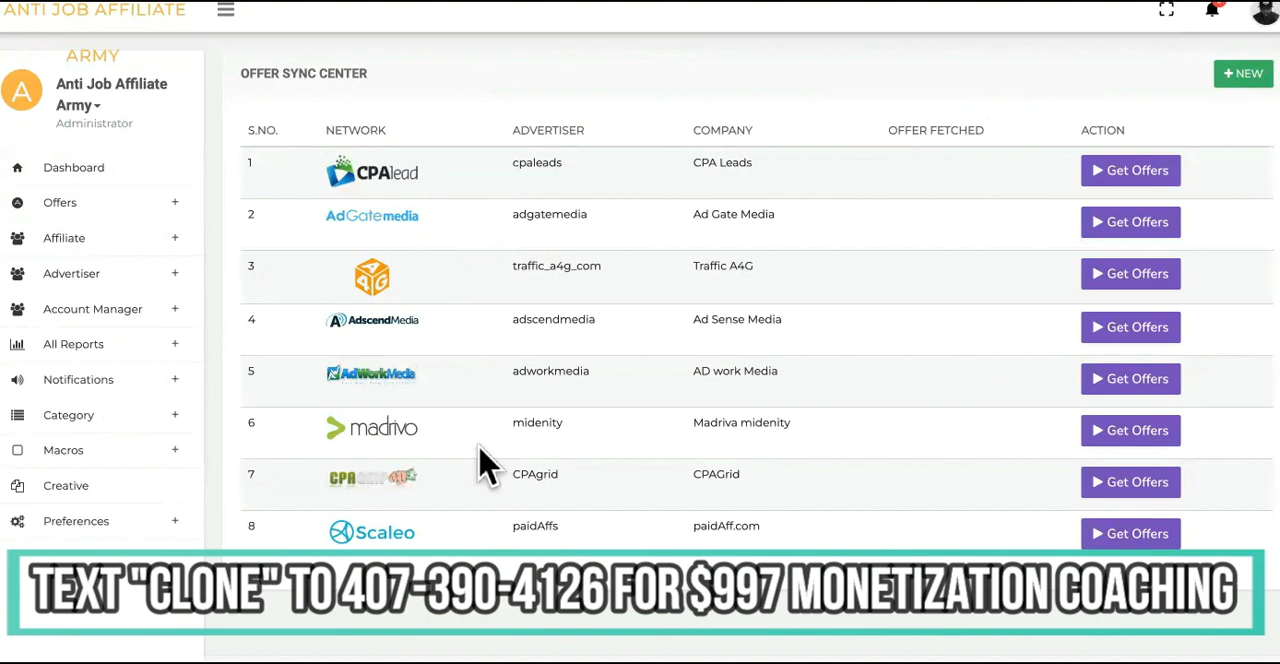 ANTI JOB AFFILIATE
ARMY
Anti Job Affiliate
Army
Administrator
Dashboard
Offers +
Affiliate +
Advertiser +
Account Manager +
All Reports +
Notifications +
Category +
Macros +
Creative
Preferences +
OFFER SYNC CENTER
+ NEW
S.NO. NETWORK ADVERTISER COMPANY OFFER FETCHED ACTION
1 CPAlead cpaleads CPA Leads Get Offers
2 AdGatemedia adgatemedia Ad Gate Media Get Offers
3 A4G traffic_a4g_com Traffic A4G Get Offers
4 AdscendMedia adscendmedia Ad Sense Media Get Offers
5 AdWorkMedia adworkmedia AD work Media Get Offers
6 madrivo midenity Madriva midenity Get Offers
7 CPA CPAgrid CPAGrid Get Offers
8 Scaleo paidAffs paidAff.com Get Offers
TEXT "CLONE" TO 407-390-4126 FOR $997 MONETIZATION COACHING